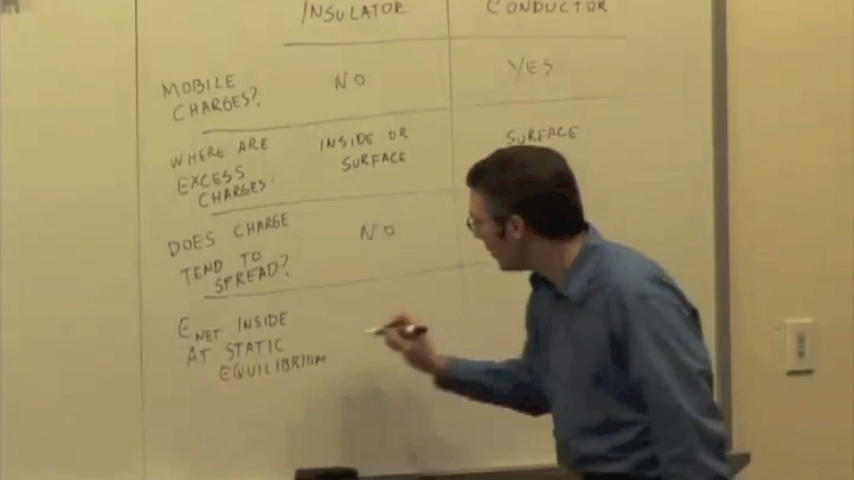 INSULATOR CONDUCTOR
MOBILE
CHARGES?
NO
YES
WHERE ARE
EXCESS
CHARGES?
INSIDE OR
SURFACE
SURFACE
DOES CHARGE
TEND TO
SPREAD?
NO
ENET INSIDE
AT STATIC
EQUILIBRIUM